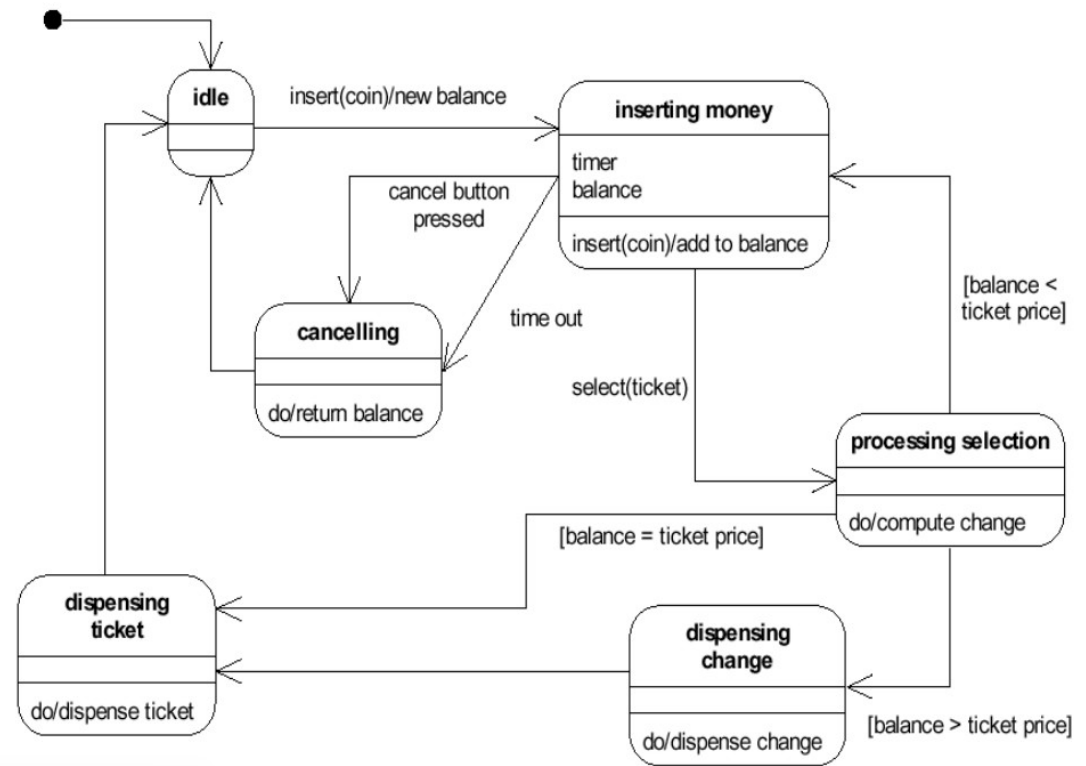 idle
insert(coin)/new balance
inserting money
timer
balance
insert(coin)/add to balance
cancel button
pressed
time out
cancelling
do/return balance
select(ticket)
[balance <
ticket price]
processing selection
do/compute change
[balance = ticket price]
dispensing
ticket
do/dispense ticket
dispensing
change
do/dispense change
[balance > ticket price]